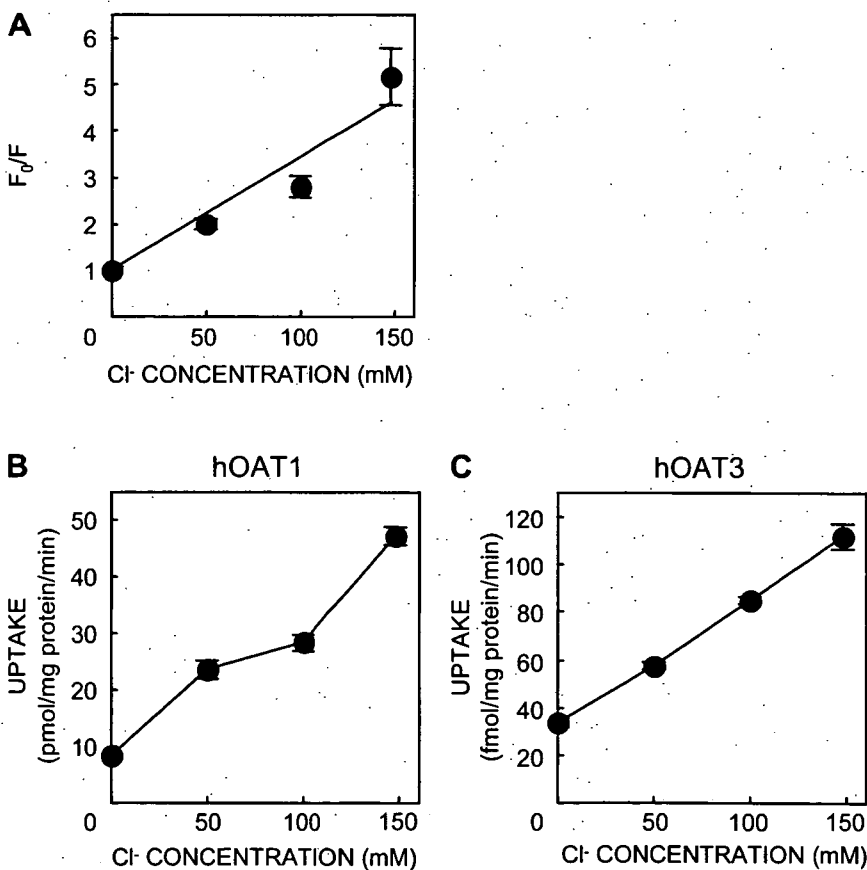 A
6
5
4
3
2
1
0
50
100
150
F₀/F
Cl- CONCENTRATION (mM)
B
hOAT1
50
40
30
20
10
0
50
100
150
UPTAKE
(pmol/mg protein/min)
Cl- CONCENTRATION (mM)
C
hOAT3
120
100
80
60
40
20
0
50
100
150
UPTAKE
(fmol/mg protein/min)
Cl- CONCENTRATION (mM)